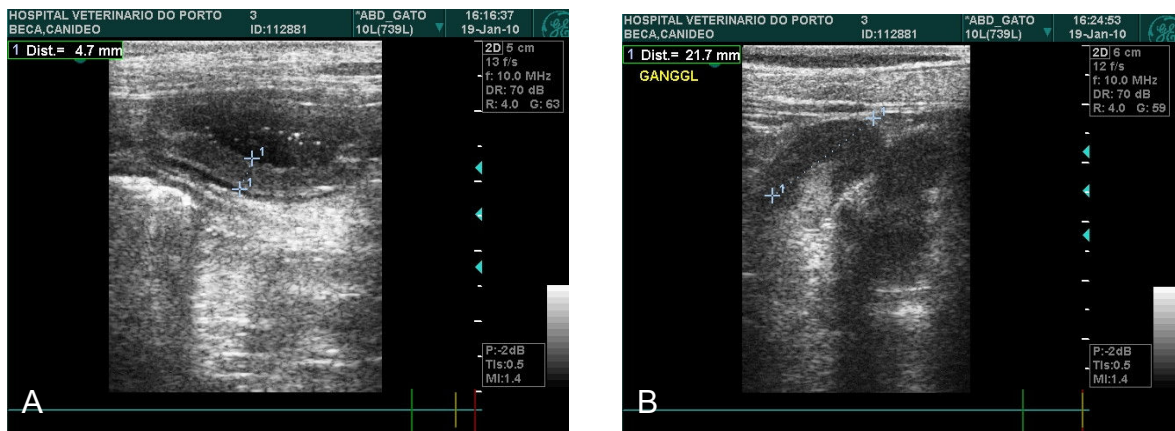 HOSPITAL VETERINARIO DO PORTO 3 *ABD_GATO 16:16:37
BECA,CANIDEO ID:112881 10L(739L) 19-Jan-10
1 Dist.= 4.7 mm
2D 5 cm
13 f/s
f: 10.0 MHz
DR: 70 dB
R: 4.0 G: 63
1
1
P:-2dB
TIs:0.5
MI:1.4
A
HOSPITAL VETERINARIO DO PORTO 3 *ABD_GATO 16:24:53
BECA,CANIDEO ID:112881 10L(739L) 19-Jan-10
1 Dist.= 21.7 mm
GANGGL
2D 6 cm
12 f/s
f: 10.0 MHz
DR: 70 dB
R: 4.0 G: 59
1
1
P:-2dB
TIs:0.5
MI:1.4
B